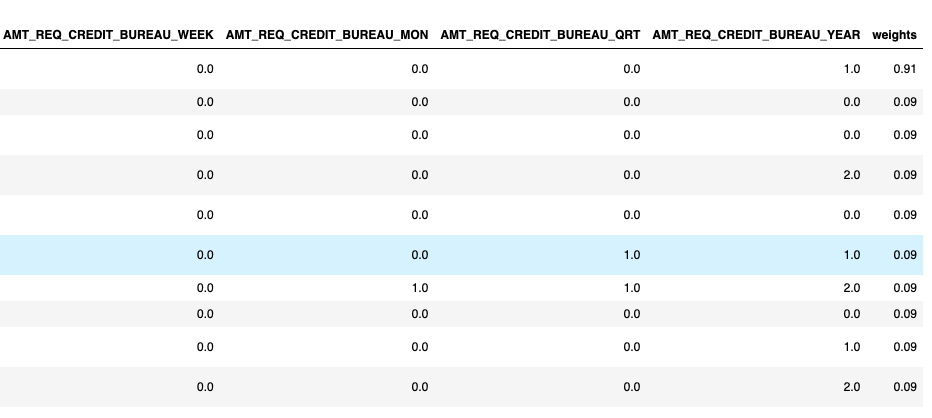 AMT_REQ_CREDIT_BUREAU_WEEK AMT_REQ_CREDIT_BUREAU_MON AMT_REQ_CREDIT_BUREAU_QRT AMT_REQ_CREDIT_BUREAU_YEAR weights
0.0 0.0 0.0 1.0 0.91
0.0 0.0 0.0 0.0 0.09
0.0 0.0 0.0 0.0 0.09
0.0 0.0 0.0 2.0 0.09
0.0 0.0 0.0 0.0 0.09
0.0 0.0 1.0 1.0 0.09
0.0 1.0 1.0 2.0 0.09
0.0 0.0 0.0 0.0 0.09
0.0 0.0 0.0 1.0 0.09
0.0 0.0 0.0 2.0 0.09